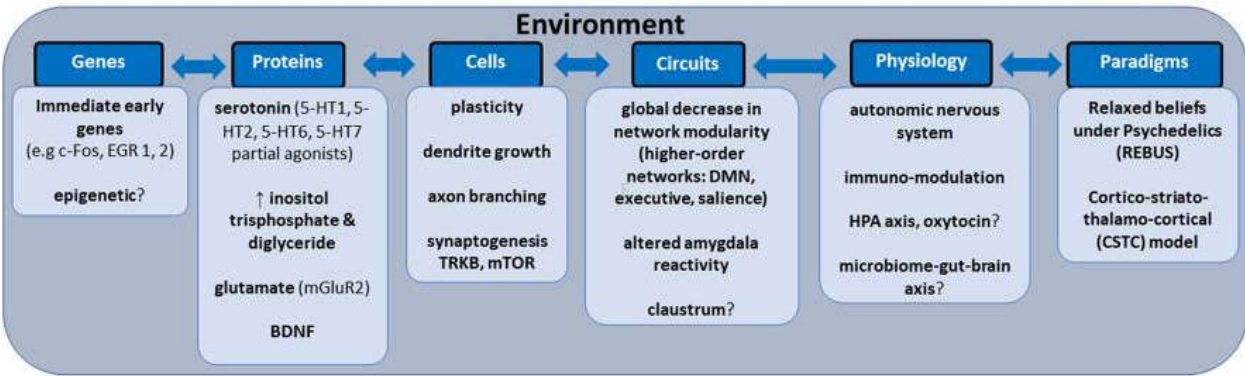 Environment
Genes
Immediate early
genes
(e.g c-Fos, EGR 1, 2)
epigenetic?
Proteins
serotonin (5-HT1, 5-
HT2, 5-HT6, 5-HT7
partial agonists)
↑ inositol
trisphosphate &
diglyceride
glutamate (mGluR2)
BDNF
Cells
plasticity
dendrite growth
axon branching
synaptogenesis
TRKB, mTOR
Circuits
global decrease in
network modularity
(higher-order
networks: DMN,
executive, salience)
altered amygdala
reactivity
claustrum?
Physiology
autonomic nervous
system
immuno-modulation
HPA axis, oxytocin?
microbiome-gut-brain
axis?
Paradigms
Relaxed beliefs
under Psychedelics
(REBUS)
Cortico-striato-
thalamo-cortical
(CSTC) model